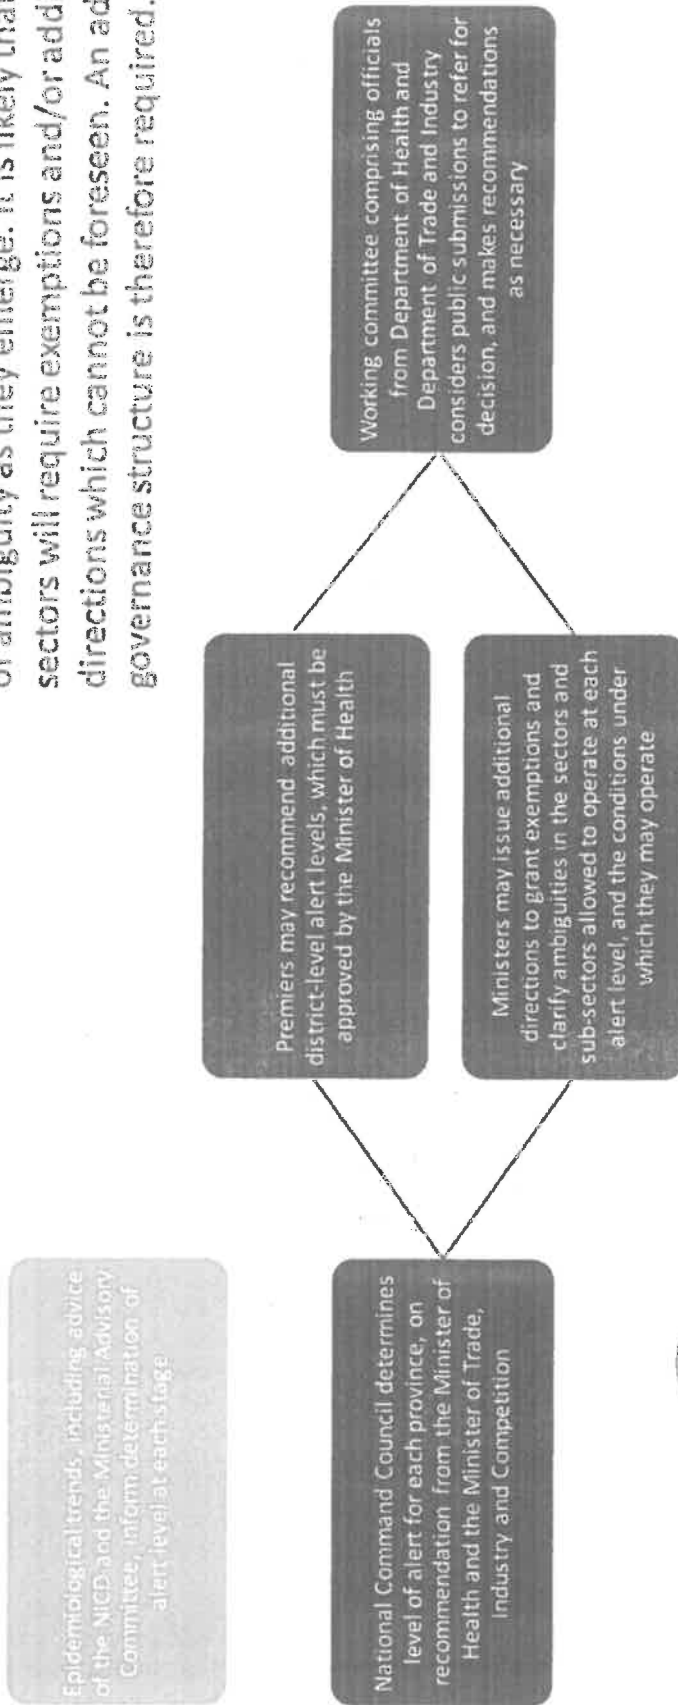 Epidemiological trends, including advice
of the NICD and the Ministerial Advisory
Committee, inform determination of
alert level at each stage
of ambiguity as they emerge. It is likely that
sectors will require exemptions and/or addi
directions which cannot be foreseen. An ad
governance structure is therefore required.
National Command Council determines
level of alert for each province, on
recommendation from the Minister of
Health and the Minister of Trade,
Industry and Competition
Premiers may recommend additional
district-level alert levels, which must be
approved by the Minister of Health
Ministers may issue additional
directions to grant exemptions and
clarify ambiguities in the sectors and
sub-sectors allowed to operate at each
alert level, and the conditions under
which they may operate
Working committee comprising officials
from Department of Health and
Department of Trade and Industry
considers public submissions to refer for
decision, and makes recommendations
as necessary